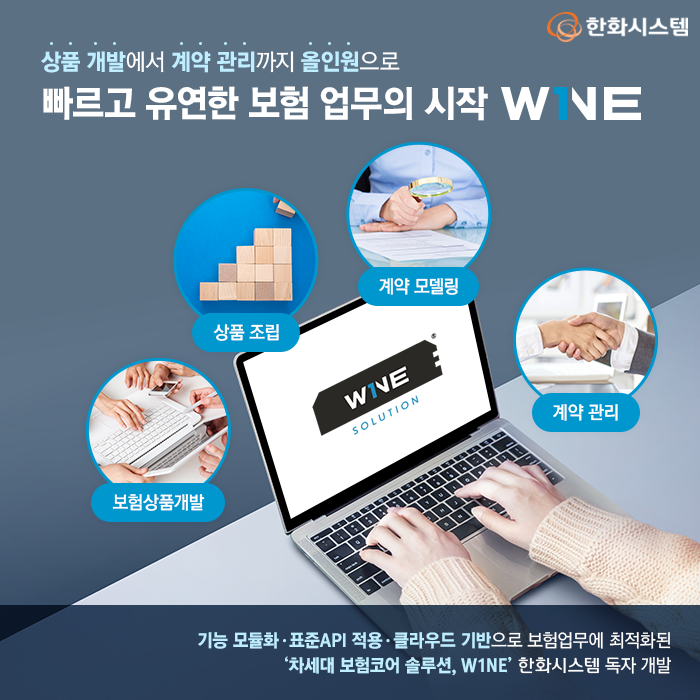 한화시스템
상품 개발에서 계약 관리까지 올인원으로
빠르고 유연한 보험 업무의 시작 W1NE
계약 모델링
상품 조립
계약 관리
보험상품개발
W1NE ®
SOLUTION
기능 모듈화·표준API 적용·클라우드 기반으로 보험업무에 최적화된
‘차세대 보험코어 솔루션, W1NE’ 한화시스템 독자 개발